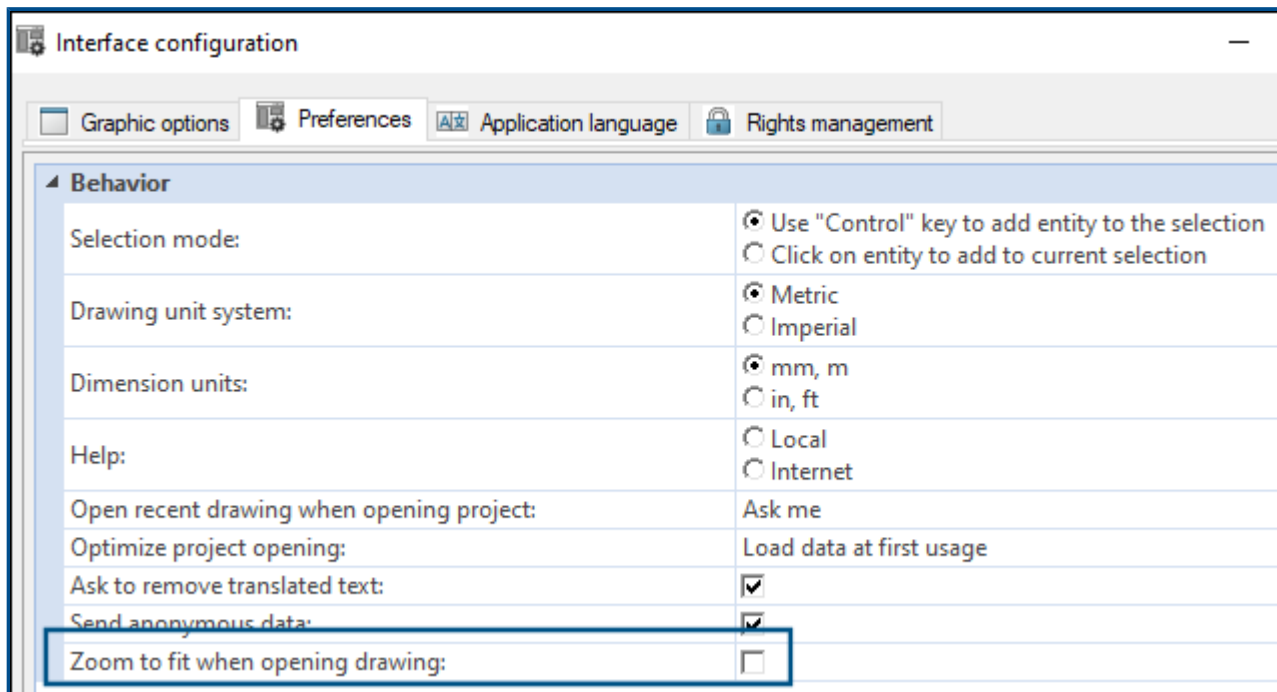 Interface configuration
Graphic options Preferences Application language Rights management
Behavior
Selection mode:
Use "Control" key to add entity to the selection
Click on entity to add to current selection
Drawing unit system:
Metric
Imperial
Dimension units:
mm, m
in, ft
Help:
Local
Internet
Open recent drawing when opening project: Ask me
Optimize project opening: Load data at first usage
Ask to remove translated text:
Send anonymous data:
Zoom to fit when opening drawing: